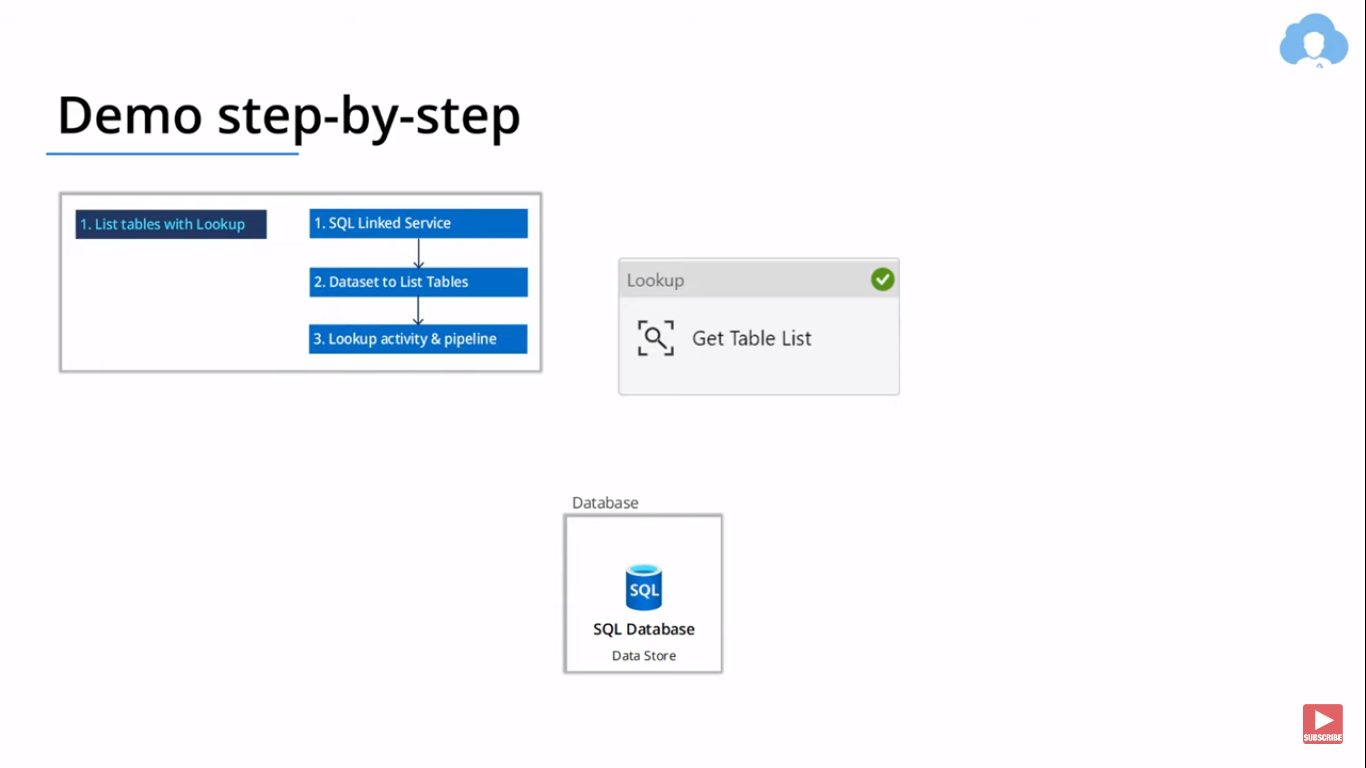 Demo step-by-step
1. List tables with Lookup
1. SQL Linked Service
2. Dataset to List Tables
3. Lookup activity & pipeline
Lookup
Get Table List
Database
SQL
SQL Database
Data Store
SUBSCRIBE